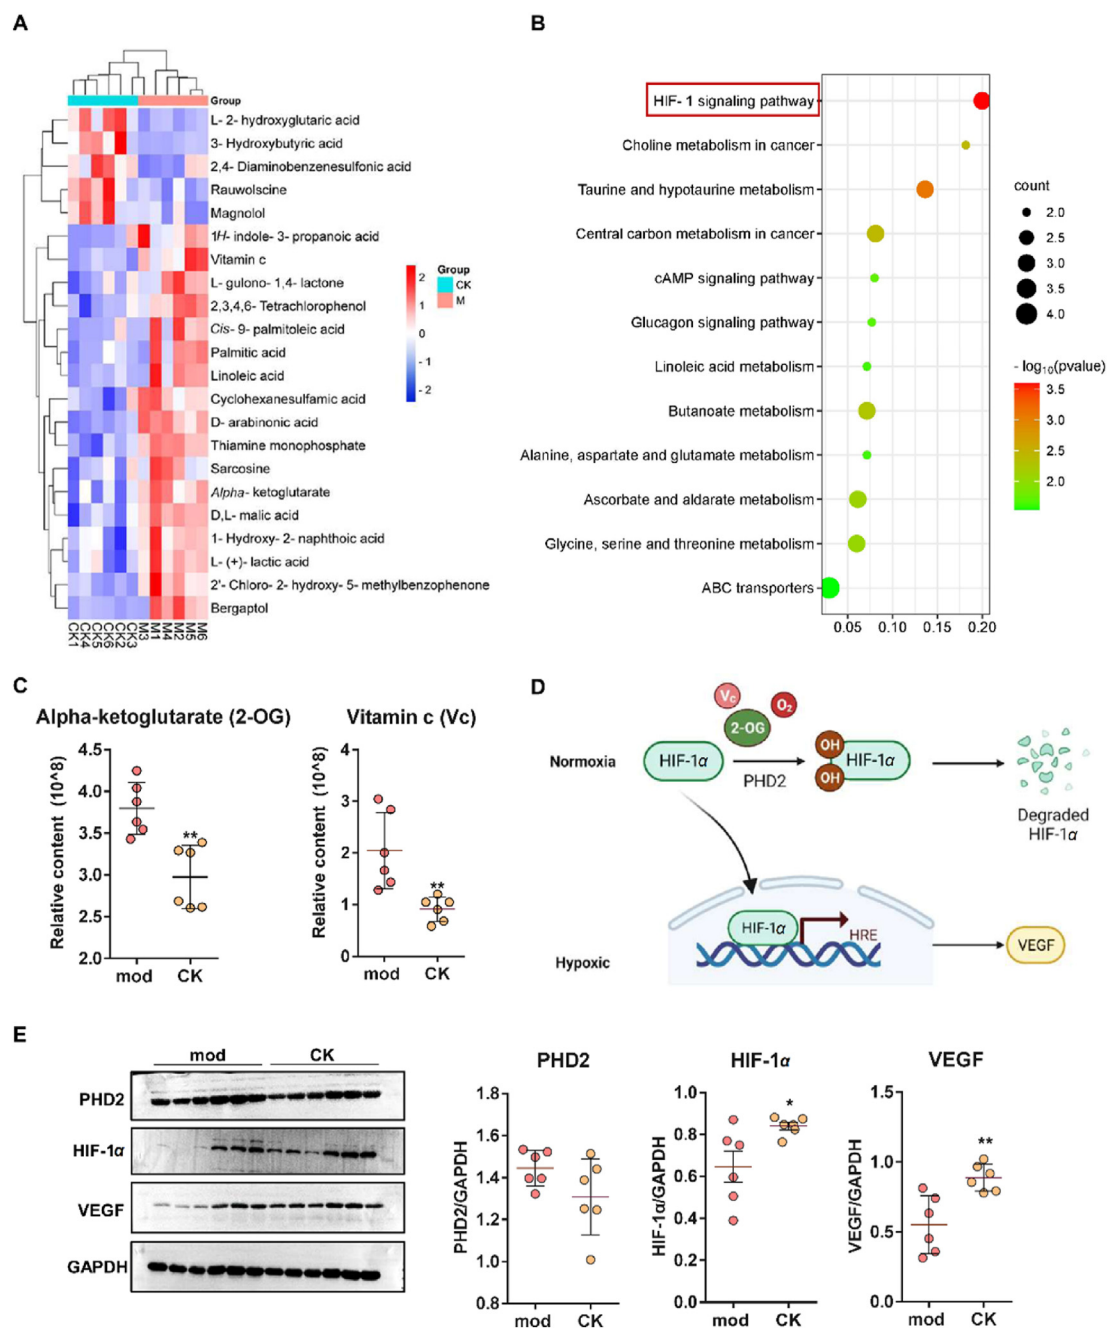 A
Group
L- 2- hydroxyglutaric acid
3- Hydroxybutyric acid
2,4- Diaminobenzenesulfonic acid
Rauwolscine
Magnolol
1H- indole- 3- propanoic acid
Vitamin c
L- gulono- 1,4- lactone
2,3,4,6- Tetrachlorophenol
Cis- 9- palmitoleic acid
Palmitic acid
Linoleic acid
Cyclohexanesulfamic acid
D- arabinonic acid
Thiamine monophosphate
Sarcosine
Alpha- ketoglutarate
D,L- malic acid
1- Hydroxy- 2- naphthoic acid
L- (+)- lactic acid
2'- Chloro- 2- hydroxy- 5- methylbenzophenone
Bergaptol
CK1 CK4 CK5 CK6 CK2 CK3 M3 M1 M4 M2 M5 M6
2
1
0
- 1
- 2
Group
CK
M
B
HIF- 1 signaling pathway
Choline metabolism in cancer
Taurine and hypotaurine metabolism
Central carbon metabolism in cancer
cAMP signaling pathway
Glucagon signaling pathway
Linoleic acid metabolism
Butanoate metabolism
Alanine, aspartate and glutamate metabolism
Ascorbate and aldarate metabolism
Glycine, serine and threonine metabolism
ABC transporters
0.05 0.10 0.15 0.20
count
2.0
2.5
3.0
3.5
4.0
- log10(pvalue)
3.5
3.0
2.5
2.0
C
Alpha-ketoglutarate (2-OG)
Relative content (10^8)
4.5
4.0
3.5
3.0
2.5
2.0
**
mod CK
Vitamin c (Vc)
Relative content (10^8)
4
3
2
1
0
**
mod CK
D
Normoxia
HIF-1α
Vc
O2
2-OG
PHD2
OH
OH
HIF-1α
Degraded
HIF-1α
Hypoxic
HIF-1α
HRE
VEGF
E
mod CK
PHD2
HIF-1α
VEGF
GAPDH
PHD2
PHD2/GAPDH
1.8
1.6
1.4
1.2
1.0
0.8
mod CK
HIF-1α
HIF-1α/GAPDH
1.0
0.8
0.6
0.4
0.2
0.0
*
mod CK
VEGF
VEGF/GAPDH
1.5
1.0
0.5
0.0
**
mod CK